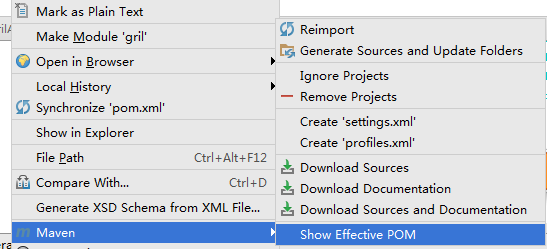 Mark as Plain Text
Make Module 'gril'
Open in Browser
Local History
Synchronize 'pom.xml'
Show in Explorer
File Path Ctrl+Alt+F12
Compare With... Ctrl+D
Generate XSD Schema from XML File...
Maven
Reimport
Generate Sources and Update Folders
Ignore Projects
Remove Projects
Create 'settings.xml'
Create 'profiles.xml'
Download Sources
Download Documentation
Download Sources and Documentation
Show Effective POM